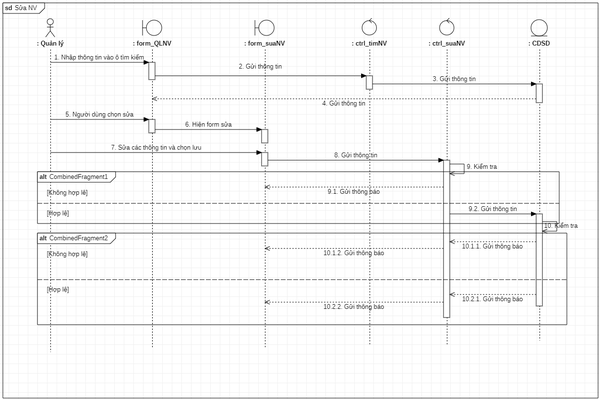 sd Sửa NV
: Quản lý
: form_QLNV
: form_suaNV
: ctrl_timNV
: ctrl_suaNV
: CDSD
1. Nhập thông tin vào ô tìm kiếm
2. Gửi thông tin
3. Gửi thông tin
4. Gửi thông tin
5. Người dùng chọn sửa
6. Hiện form sửa
7. Sửa các thông tin và chọn lưu
8. Gửi thông tin
9. Kiểm tra
alt CombinedFragment1
[Không hợp lệ]
9.1. Gửi thông báo
[Hợp lệ]
9.2. Gửi thông tin
10. Kiểm tra
alt CombinedFragment2
[Không hợp lệ]
10.1.1. Gửi thông báo
10.1.2. Gửi thông báo
[Hợp lệ]
10.2.1. Gửi thông báo
10.2.2. Gửi thông báo